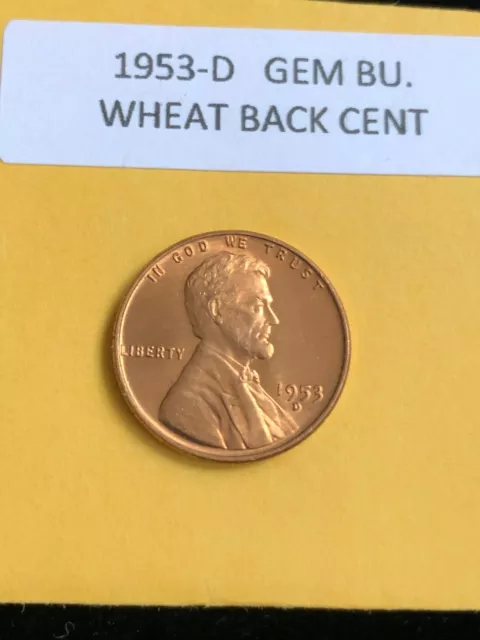 1953-D GEM BU.
WHEAT BACK CENT
IN GOD WE TRUST
LIBERTY
1953
D